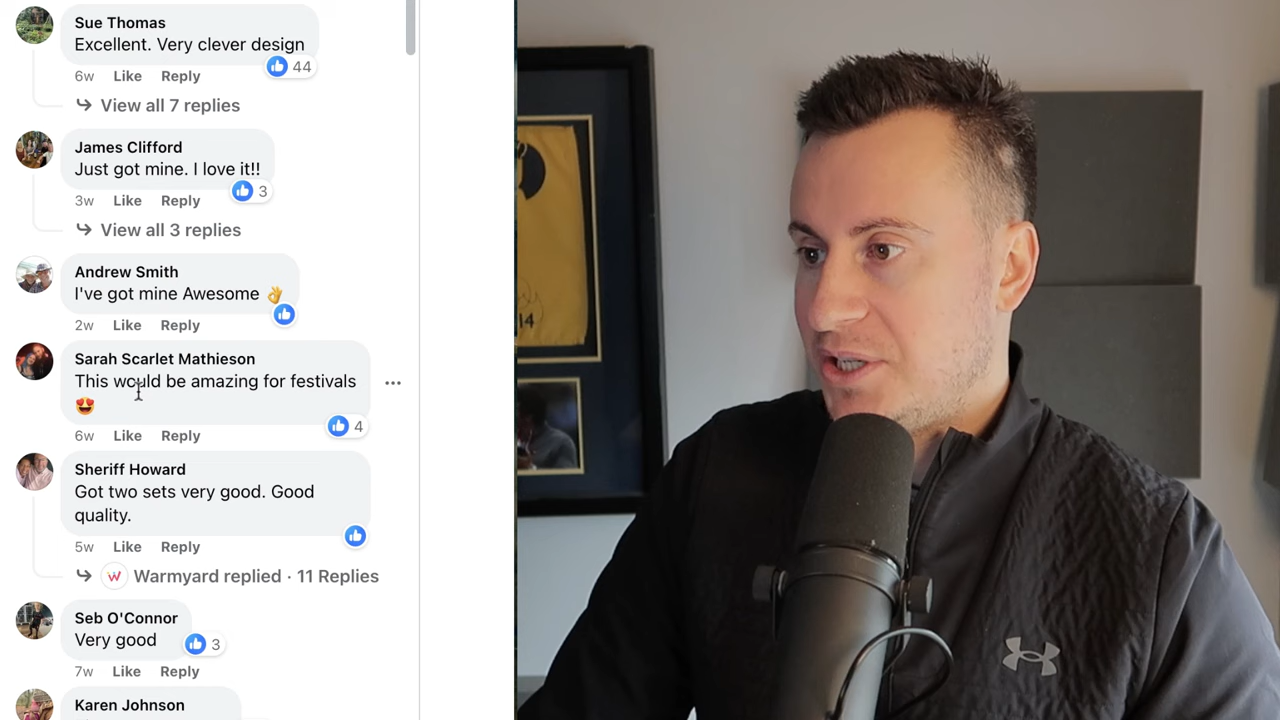 Sue Thomas
Excellent. Very clever design
44
6w Like Reply
View all 7 replies
James Clifford
Just got mine. I love it!!
3
3w Like Reply
View all 3 replies
Andrew Smith
I've got mine Awesome 👌
2w Like Reply
Sarah Scarlet Mathieson
This would be amazing for festivals
😍
4
6w Like Reply
Sheriff Howard
Got two sets very good. Good
quality.
5w Like Reply
W Warmyard replied · 11 Replies
Seb O'Connor
Very good
3
7w Like Reply
Karen Johnson
14